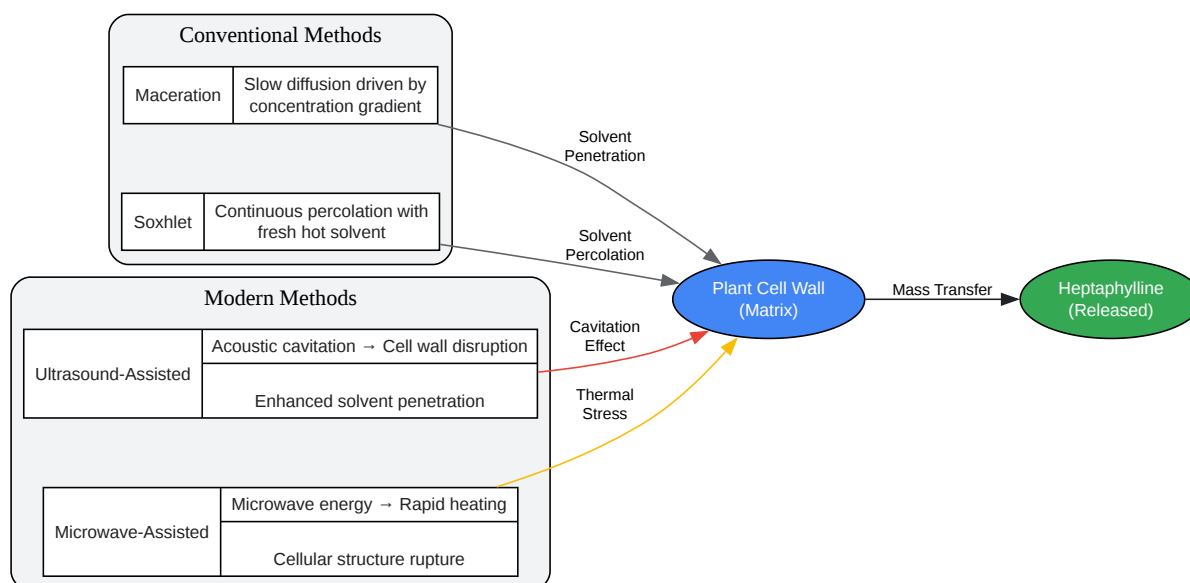 Conventional Methods
Maceration
Slow diffusion driven by
concentration gradient
Soxhlet
Continuous percolation with
fresh hot solvent
Modern Methods
Ultrasound-Assisted
Acoustic cavitation → Cell wall disruption
Enhanced solvent penetration
Microwave-Assisted
Microwave energy → Rapid heating
Cellular structure rupture
Solvent
Penetration
Solvent
Percolation
Cavitation
Effect
Thermal
Stress
Plant Cell Wall
(Matrix)
Mass Transfer
Heptaphylline
(Released)